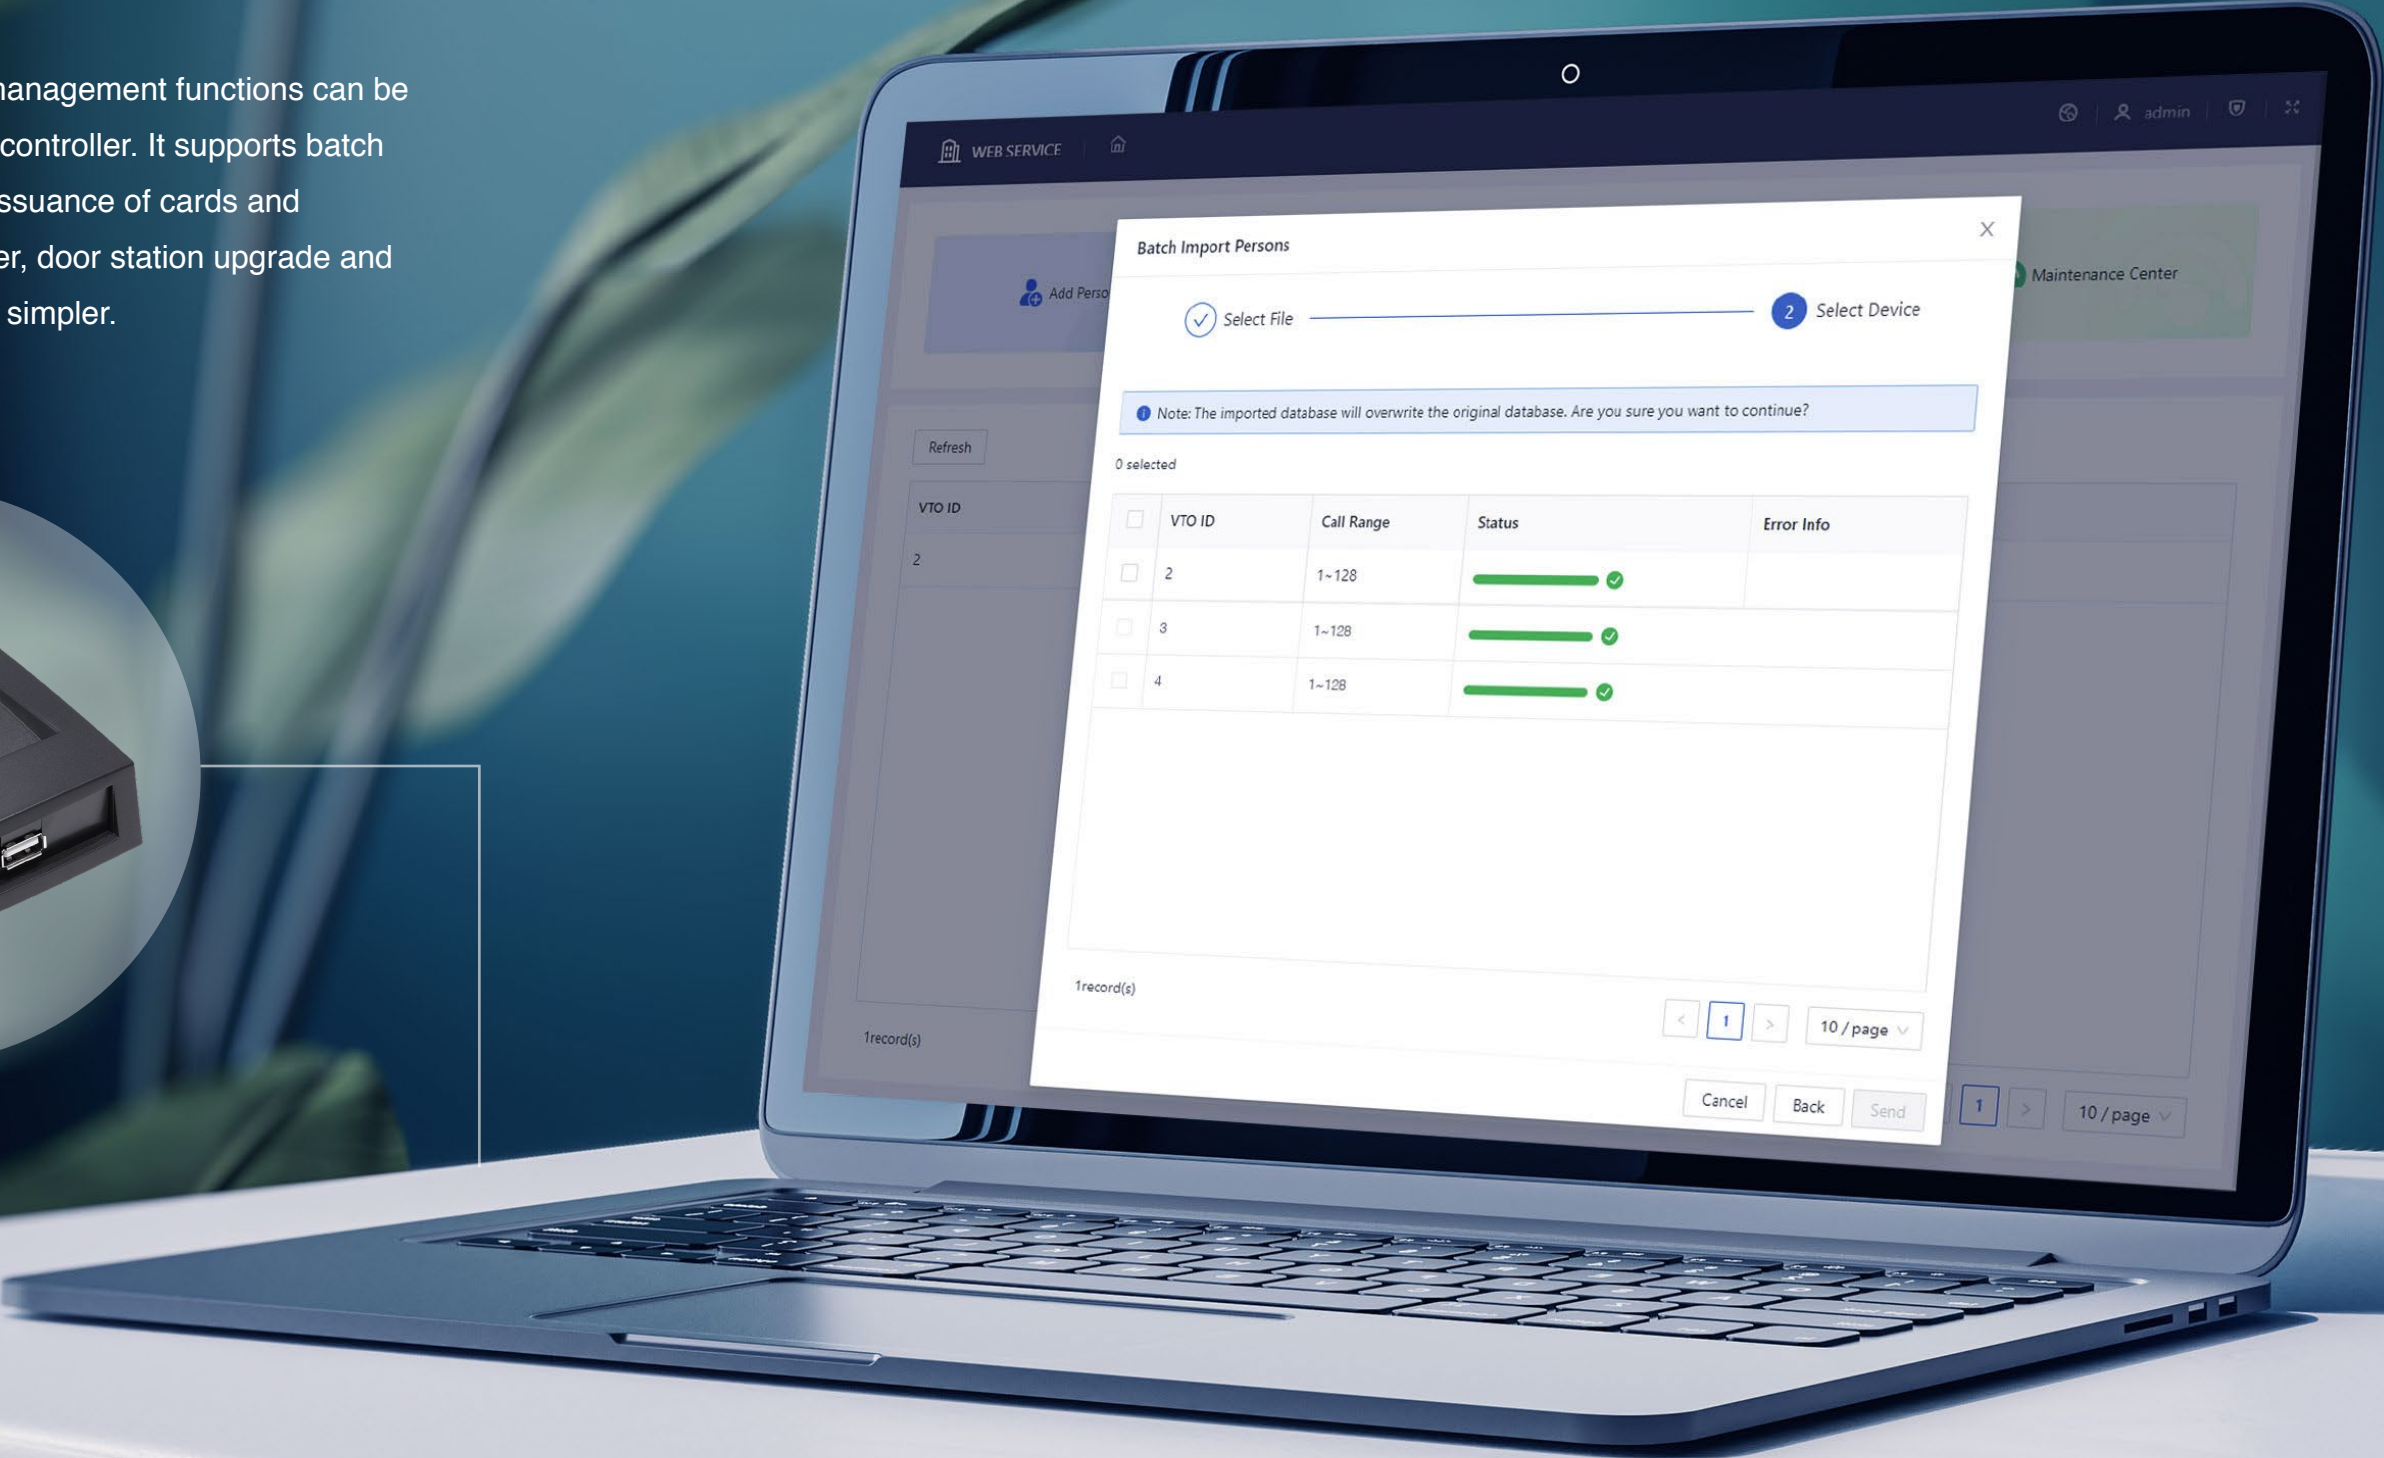 anagement functions can be
controller. It supports batch
ssuance of cards and
er, door station upgrade and
simpler.
WEB SERVICE
admin
Add Perso
Maintenance Center
Batch Import Persons
X
Select File
2 Select Device
Note: The imported database will overwrite the original database. Are you sure you want to continue?
Refresh
0 selected
VTO ID
2
VTO ID Call Range Status Error Info
2 1~128
3 1~128
4 1~128
1record(s)
< 1 > 10 / page
Cancel Back Send
1record(s)
1 > 10 / page